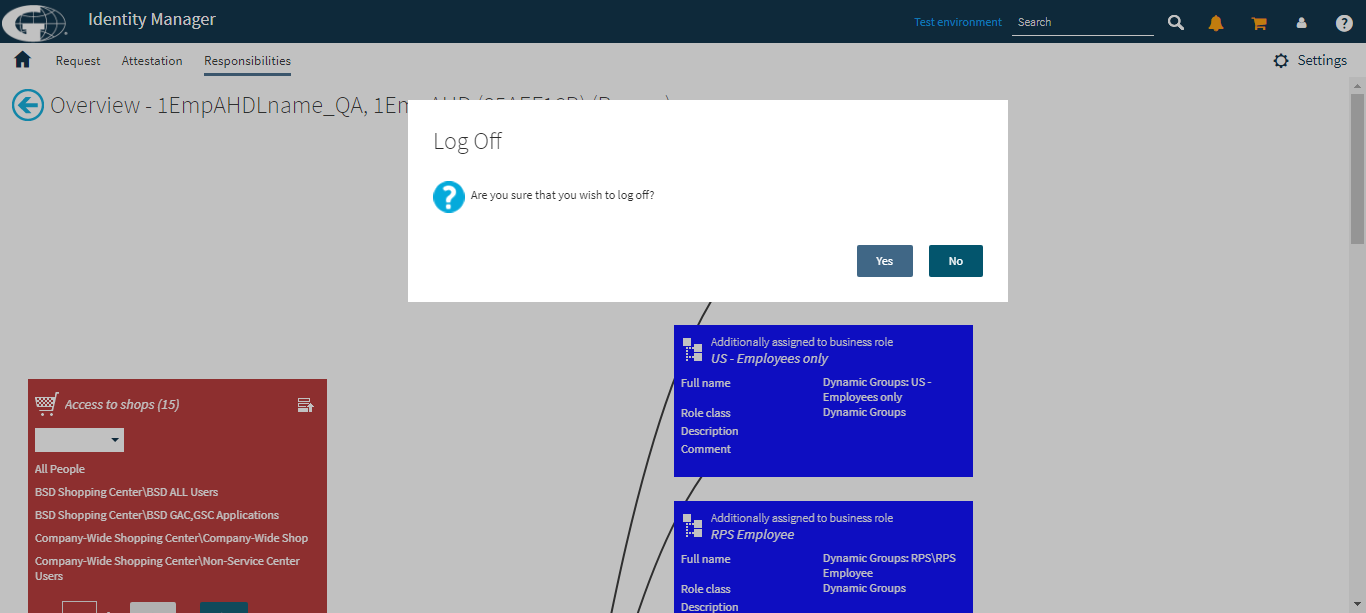 Identity Manager
Test environment
Search
Request
Attestation
Responsibilities
Settings
Overview - 1EmpAHDLname_QA,
Log Off
Are you sure that you wish to log off?
Yes
No
Additionally assigned to business role
US - Employees only
Full name
Dynamic Groups: US -
Employees only
Role class
Dynamic Groups
Description
Comment
Access to shops (15)
All People
BSD Shopping Center\BSD ALL Users
BSD Shopping Center\BSD GAC,GSC Applications
Company-Wide Shopping Center\Company-Wide Shop
Company-Wide Shopping Center\Non-Service Center
Users
Additionally assigned to business role
RPS Employee
Full name
Dynamic Groups: RPS\RPS
Employee
Role class
Dynamic Groups
Description